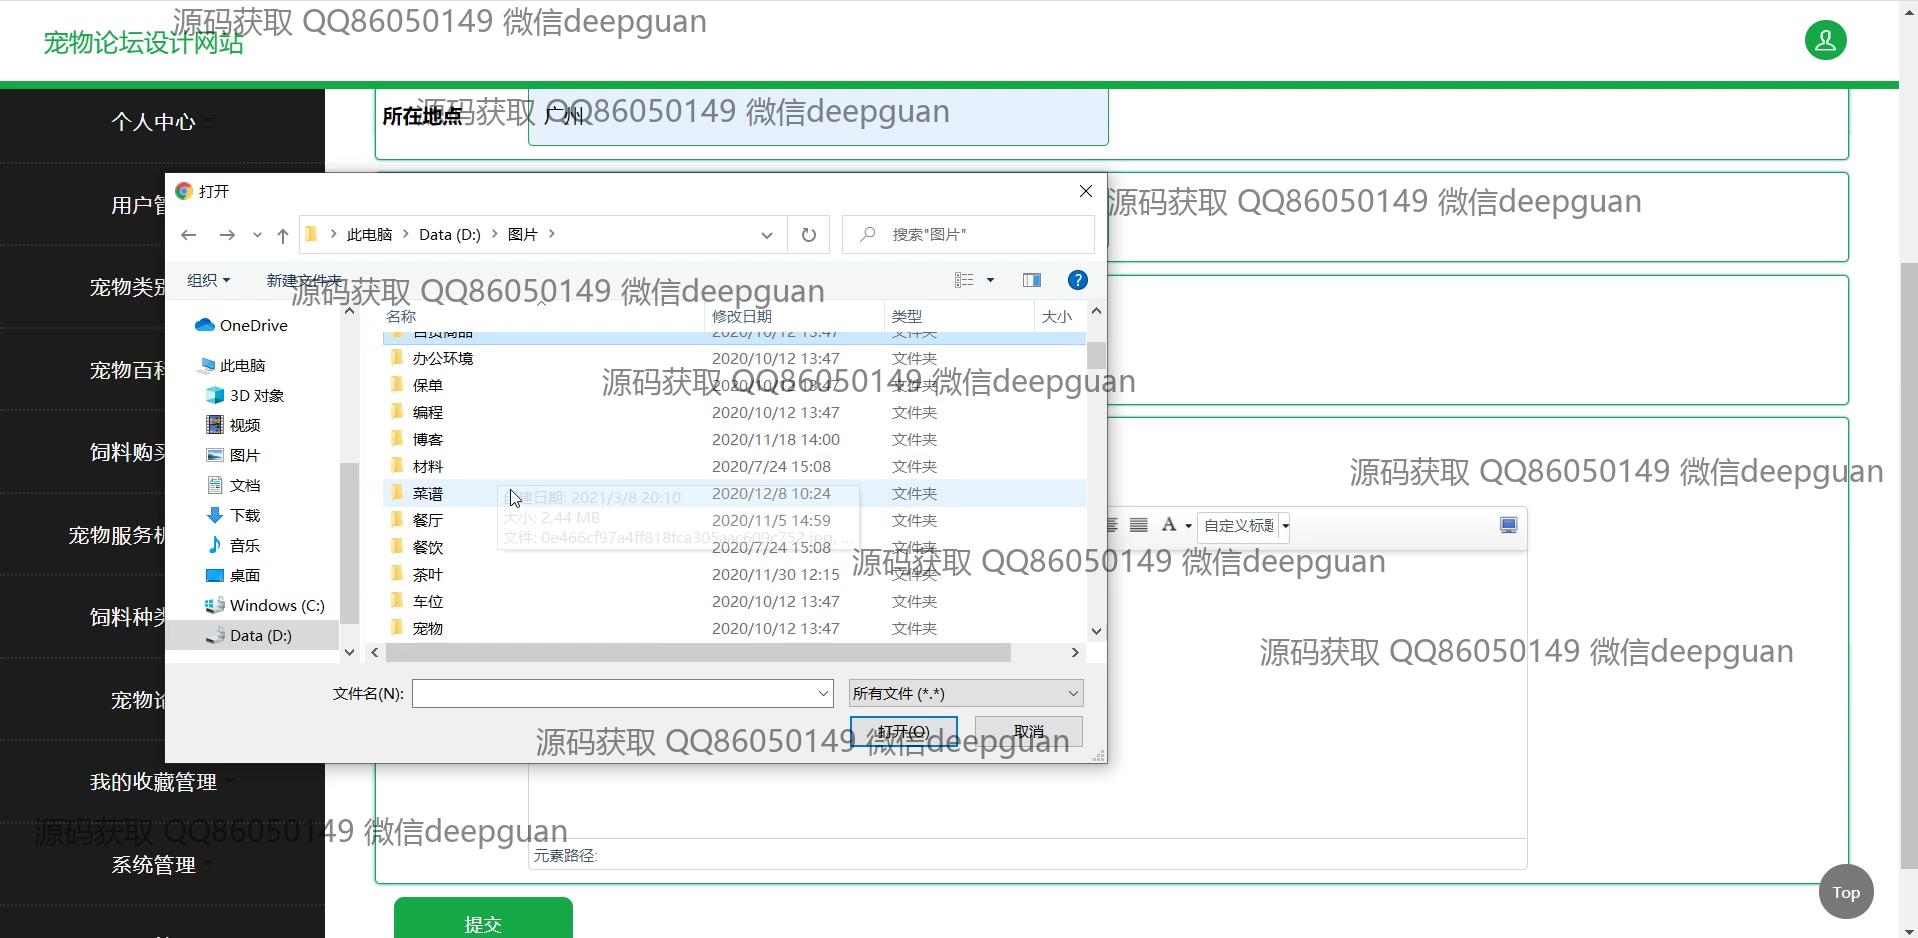 源码获取 QQ86050149 微信deepguan
宠物论坛设计网站
个人中心
所在地点
广州
源码获取 QQ86050149 微信deepguan
用户管
打开
源码获取 QQ86050149 微信deepguan
此电脑
Data (D:)
图片
搜索"图片"
宠物类别
组织
新建文件夹
源码获取 QQ86050149 微信deepguan
名称
修改日期
类型
大小
OneDrive
2020/10/12 13:47
文件夹
此电脑
办公环境
2020/10/12 13:47
文件夹
宠物百科
3D 对象
保单
2020/10/12 13:47
文件夹
源码获取 QQ86050149 微信deepguan
视频
编程
2020/10/12 13:47
文件夹
饲料购买
图片
博客
2020/11/18 14:00
文件夹
材料
2020/7/24 15:08
文件夹
源码获取 QQ86050149 微信deepguan
文档
菜谱
2020/12/8 10:24
文件夹
创建日期: 2021/3/8 20:10
下载
餐厅
2020/11/5 14:59
文件夹
大小: 2.44 MB
自定义标题
宠物服务机
音乐
餐饮
2020/7/24 15:08
文件夹
文件: 0e466cf97a4ff818fca305aac609c752.jpg, ...
源码获取 QQ86050149 微信deepguan
桌面
茶叶
2020/11/30 12:15
文件夹
饲料种类
Windows (C:)
车位
2020/10/12 13:47
文件夹
Data (D:)
宠物
2020/10/12 13:47
文件夹
源码获取 QQ86050149 微信deepguan
宠物论
文件名(N):
所有文件 (*.*)
打开(O)
取消
源码获取 QQ86050149 微信deepguan
我的收藏管理
源码获取 QQ86050149 微信deepguan
系统管理
元素路径:
Top
提交